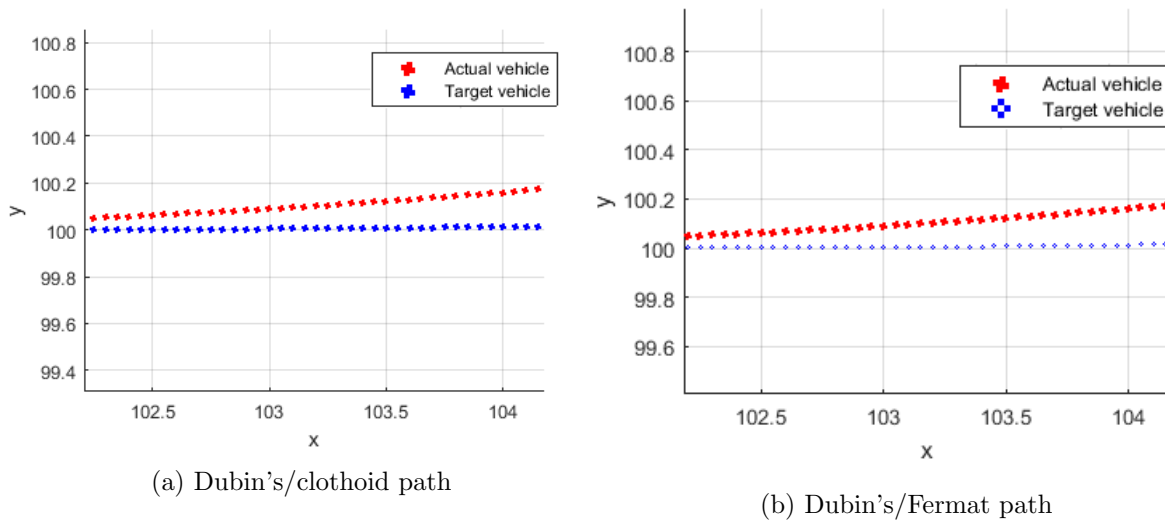 100.8
100.6
100.4
100.2
100
99.8
99.6
99.4
y
102.5 103 103.5 104
x
Actual vehicle
Target vehicle
(a) Dubin's/clothoid path
100.8
100.6
100.4
100.2
100
99.8
99.6
y
102.5 103 103.5 104
x
Actual vehicle
Target vehicle
(b) Dubin's/Fermat path